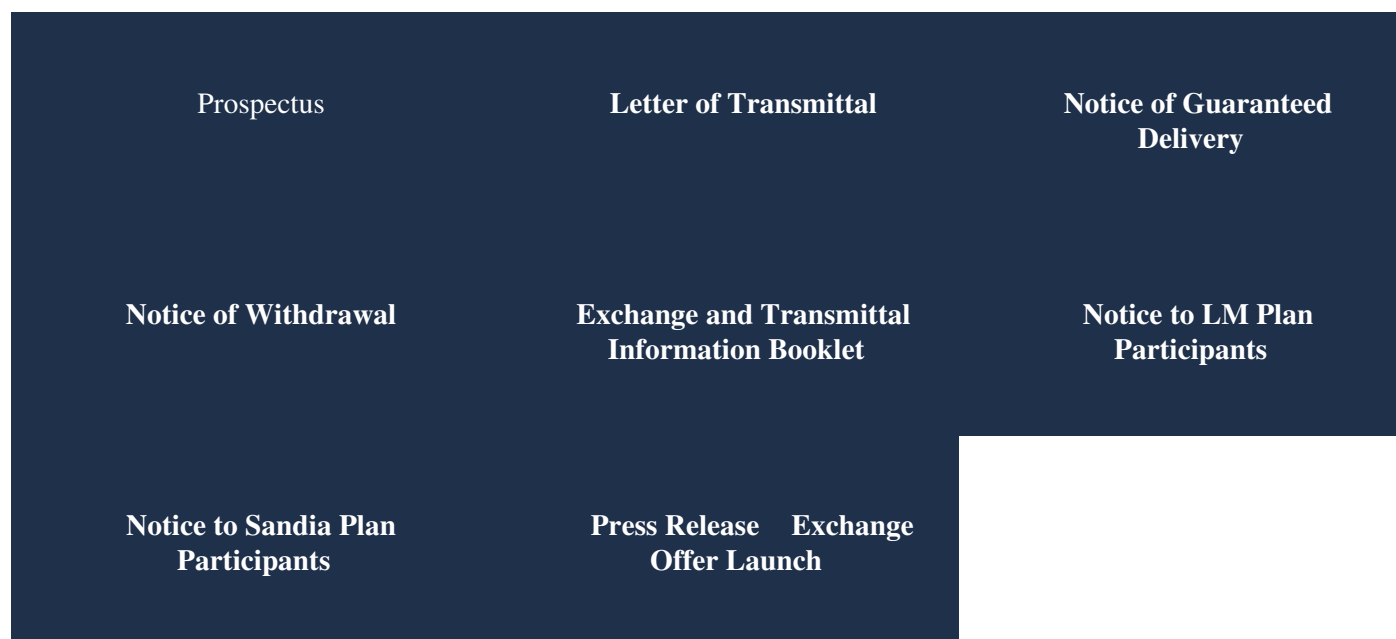 Prospectus
Letter of Transmittal
Notice of Guaranteed
Delivery
Notice of Withdrawal
Exchange and Transmittal
Information Booklet
Notice to LM Plan
Participants
Notice to Sandia Plan
Participants
Press Release Exchange
Offer Launch